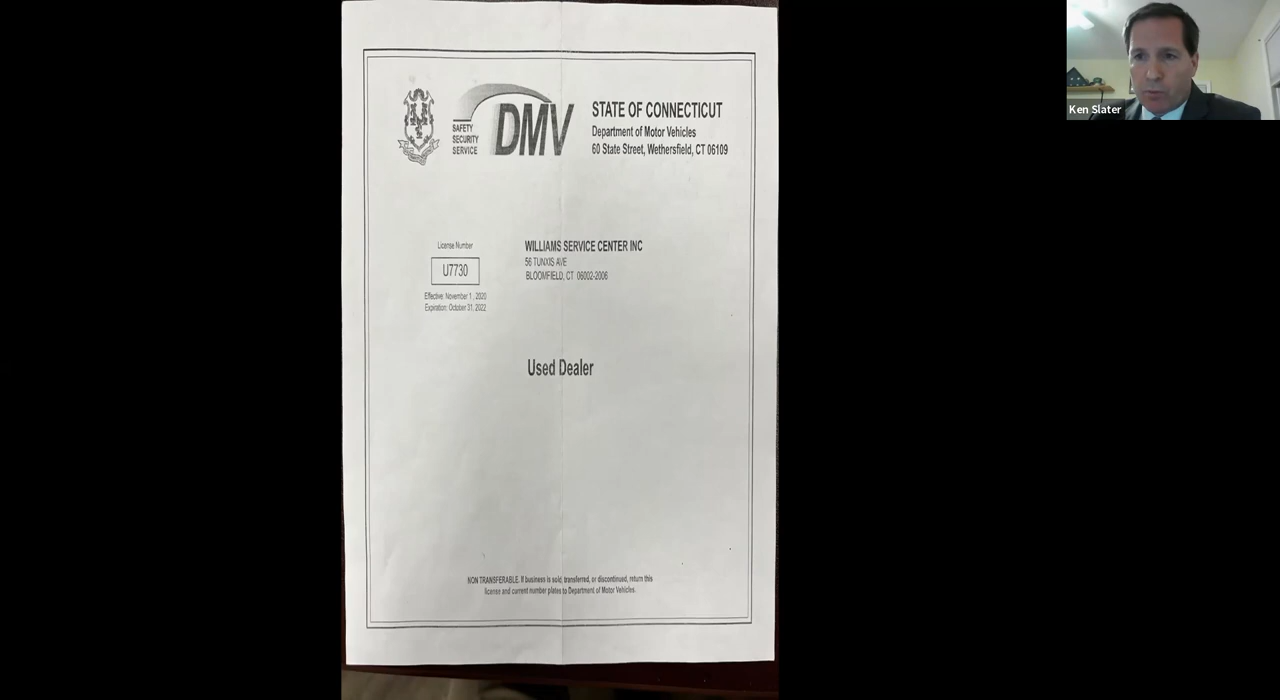 SAFETY
SECURITY
SERVICE
DMV
STATE OF CONNECTICUT
Department of Motor Vehicles
60 State Street, Wethersfield, CT 06109
License Number
U7730
Effective: November 1 , 2020
Expiration: October 31, 2022
WILLIAMS SERVICE CENTER INC
56 TUNXIS AVE
BLOOMFIELD, CT 06002-2006
Used Dealer
NON TRANSFERABLE. If business is sold, transferred, or discontinued, return this
license and current number plates to Department of Motor Vehicles.
Ken Slater